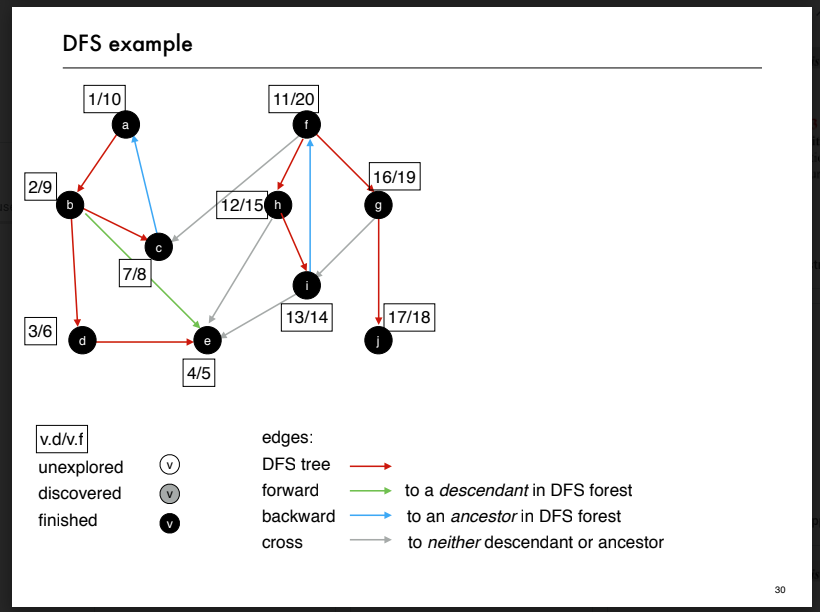 DFS example
1/10
11/20
a
f
16/19
2/9
b
12/15
h
g
c
7/8
i
13/14
17/18
3/6
d
e
j
4/5
v.d/v.f
edges:
unexplored v
DFS tree
discovered v
forward to a descendant in DFS forest
finished v
backward to an ancestor in DFS forest
cross to neither descendant or ancestor
30